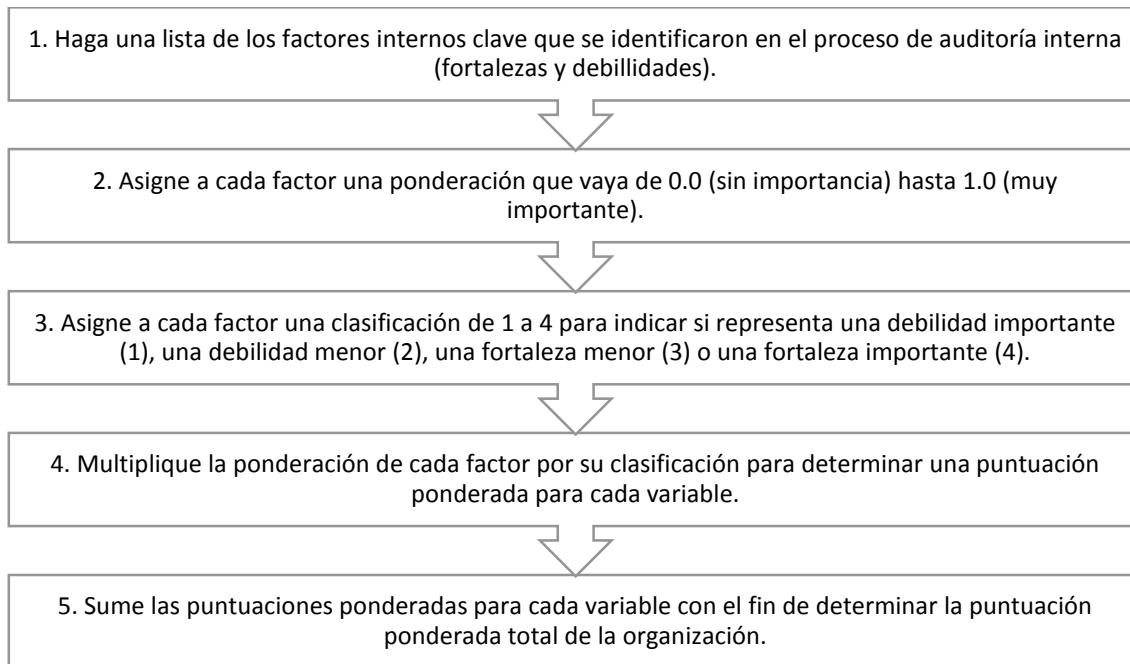 1. Haga una lista de los factores internos clave que se identificaron en el proceso de auditoría interna
(fortalezas y debillidades).
2. Asigne a cada factor una ponderación que vaya de 0.0 (sin importancia) hasta 1.0 (muy
importante).
3. Asigne a cada factor una clasificación de 1 a 4 para indicar si representa una debilidad importante
(1), una debilidad menor (2), una fortaleza menor (3) o una fortaleza importante (4).
4. Multiplique la ponderación de cada factor por su clasificación para determinar una puntuación
ponderada para cada variable.
5. Sume las puntuaciones ponderadas para cada variable con el fin de determinar la puntuación
ponderada total de la organización.